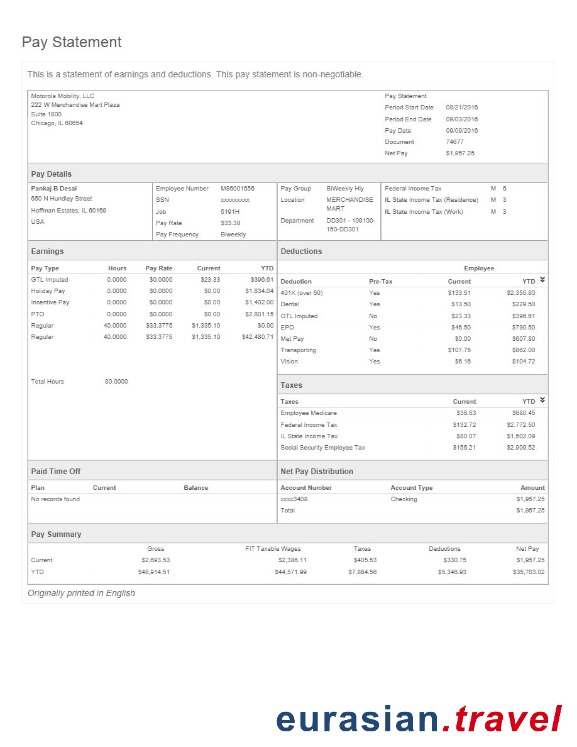 Pay Statement
This is a statement of earnings and deductions. This pay statement is non-negotiable
Motorola Mobility, LLC
222 W Merchandise Mart Plaza
Suite 1800
Chicago, IL 60654
Pay Statement
Period Start Date 08/21/2016
Period End Date 09/03/2016
Pay Date 09/09/2016
Document 74677
Net Pay $1,957.25
Pay Details
Pankaj B Desai
660 N Hundley Street
Hoffman Estates, IL 60169
USA
Employee Number M86001656
SSN xxxxxxxxx
Job 5191H
Pay Rate $33.38
Pay Frequency Biweekly
Pay Group BiWeekly Hly
Location MERCHANDISE MART
Department DD301 - 100100-150-DD301
Federal Income Tax M 6
IL State Income Tax (Residence) M 3
IL State Income Tax (Work) M 3
Earnings
Pay Type Hours Pay Rate Current YTD
GTL Imputed 0.0000 $0.0000 $23.33 $396.61
Holiday Pay 0.0000 $0.0000 $0.00 $1,834.04
Incentive Pay 0.0000 $0.0000 $0.00 $1,402.00
PTO 0.0000 $0.0000 $0.00 $2,801.15
Regular 40.0000 $33.3775 $1,335.10 $0.00
Regular 40.0000 $33.3775 $1,335.10 $42,480.71
Total Hours 80.0000
Deductions
Employee
Deduction Pre-Tax Current YTD
401K (over 50) Yes $133.51 $2,355.80
Dental Yes $13.50 $229.50
GTL Imputed No $23.33 $396.61
EPO Yes $46.50 $790.50
Met Pay No $0.00 $607.80
Transporting Yes $107.75 $862.00
Vision Yes $6.16 $104.72
Taxes
Taxes Current YTD
Employee Medicare $36.53 $680.45
Federal Income Tax $132.72 $2,772.50
IL State Income Tax $80.07 $1,502.09
Social Security Employee Tax $156.21 $2,909.52
Paid Time Off
Plan Current Balance
No records found
Net Pay Distribution
Account Number Account Type Amount
xxxx3408 Checking $1,957.25
Total $1,957.25
Pay Summary
Gross FIT Taxable Wages Taxes Deductions Net Pay
Current $2,693.53 $2,386.11 $405.53 $330.75 $1,957.25
YTD $48,914.51 $44,571.99 $7,864.56 $5,346.93 $35,703.02
Originally printed in English
eurasian.travel